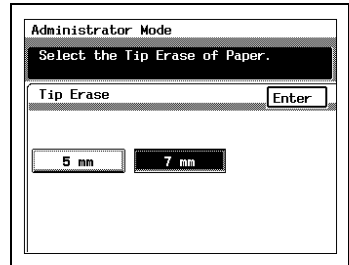 Administrator Mode
Select the Tip Erase of Paper.
Tip Erase
Enter
5 mm
7 mm